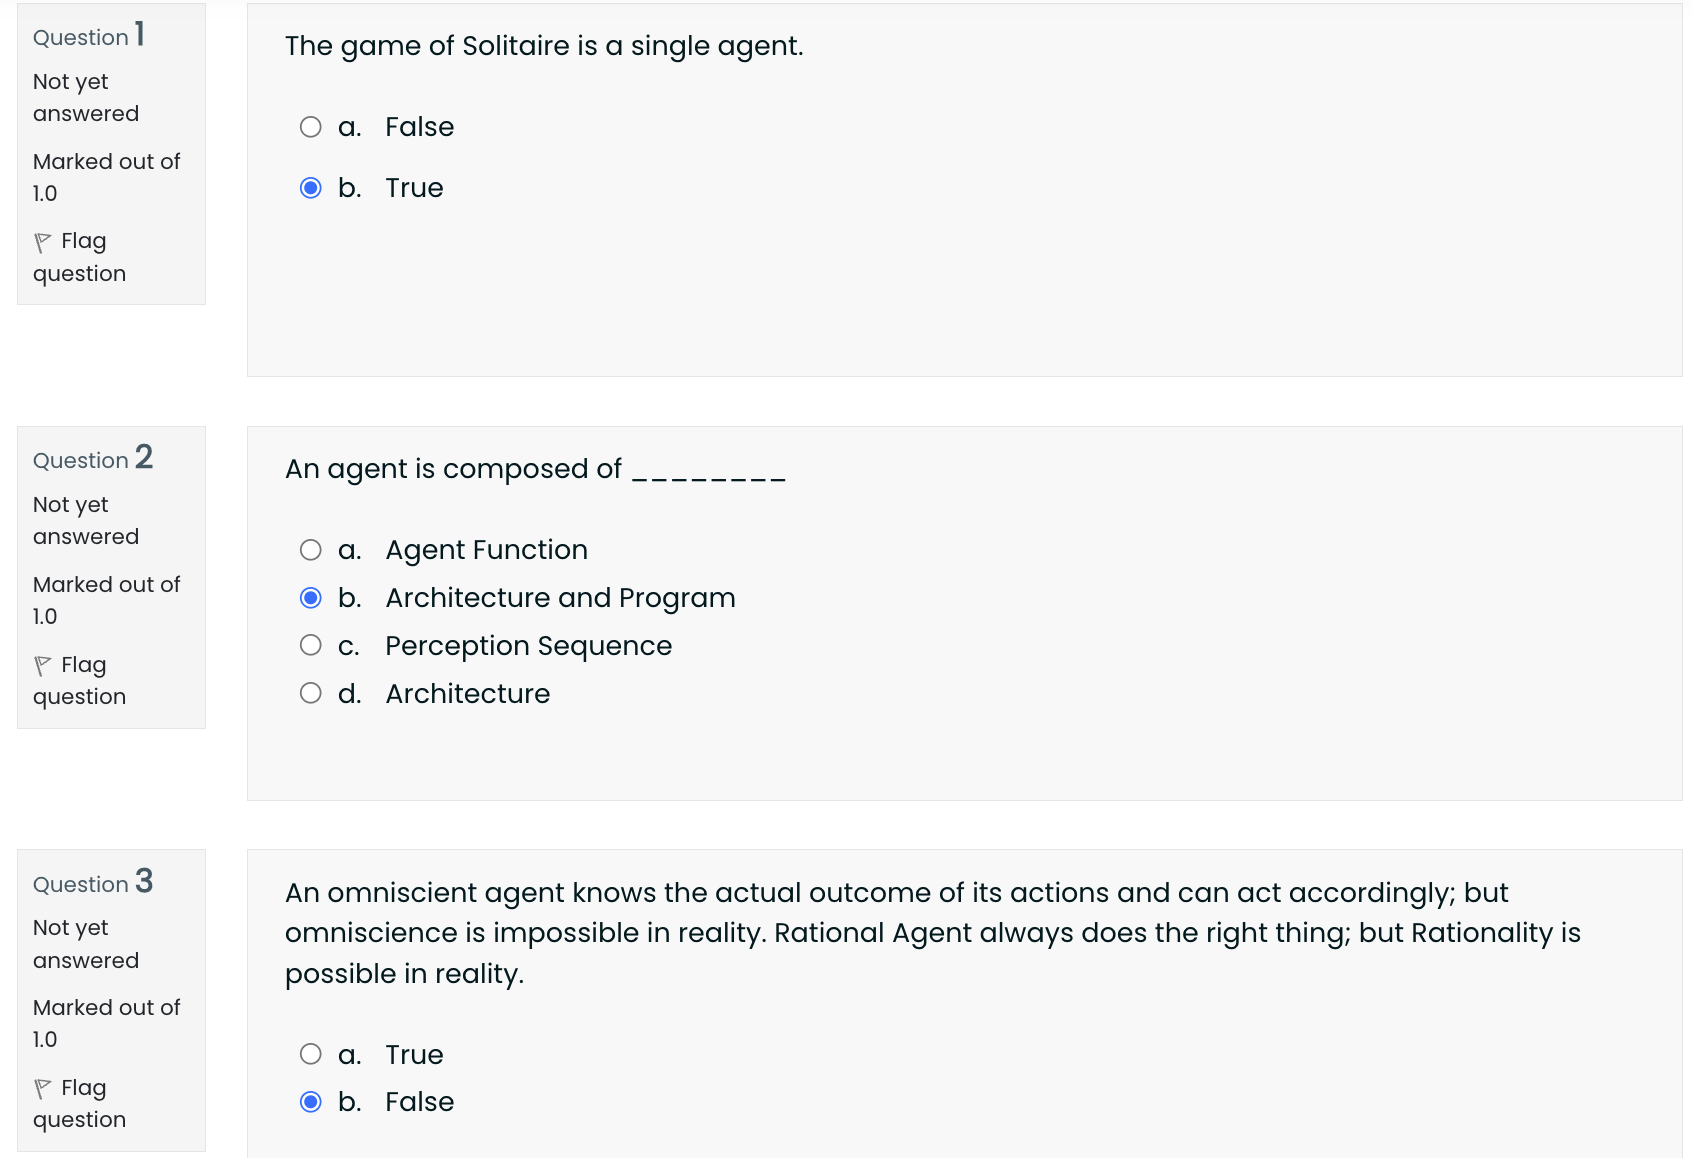 Question 1
Not yet
answered
Marked out of
1.0
Flag
question
The game of Solitaire is a single agent.
a. False
b. True
Question 2
Not yet
answered
Marked out of
1.0
Flag
question
An agent is composed of ________
a. Agent Function
b. Architecture and Program
c. Perception Sequence
d. Architecture
Question 3
Not yet
answered
Marked out of
1.0
Flag
question
An omniscient agent knows the actual outcome of its actions and can act accordingly; but
omniscience is impossible in reality. Rational Agent always does the right thing; but Rationality is
possible in reality.
a. True
b. False